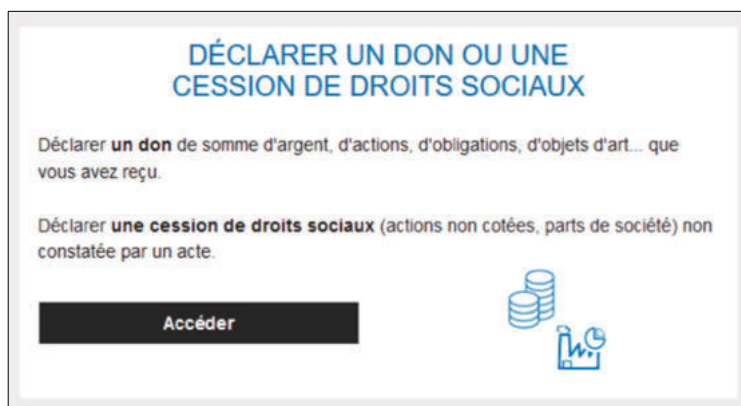 DÉCLARER UN DON OU UNE
CESSION DE DROITS SOCIAUX
Déclarer un don de somme d'argent, d'actions, d'obligations, d'objets d'art... que
vous avez reçu.
Déclarer une cession de droits sociaux (actions non cotées, parts de société) non
constatée par un acte.
Accéder